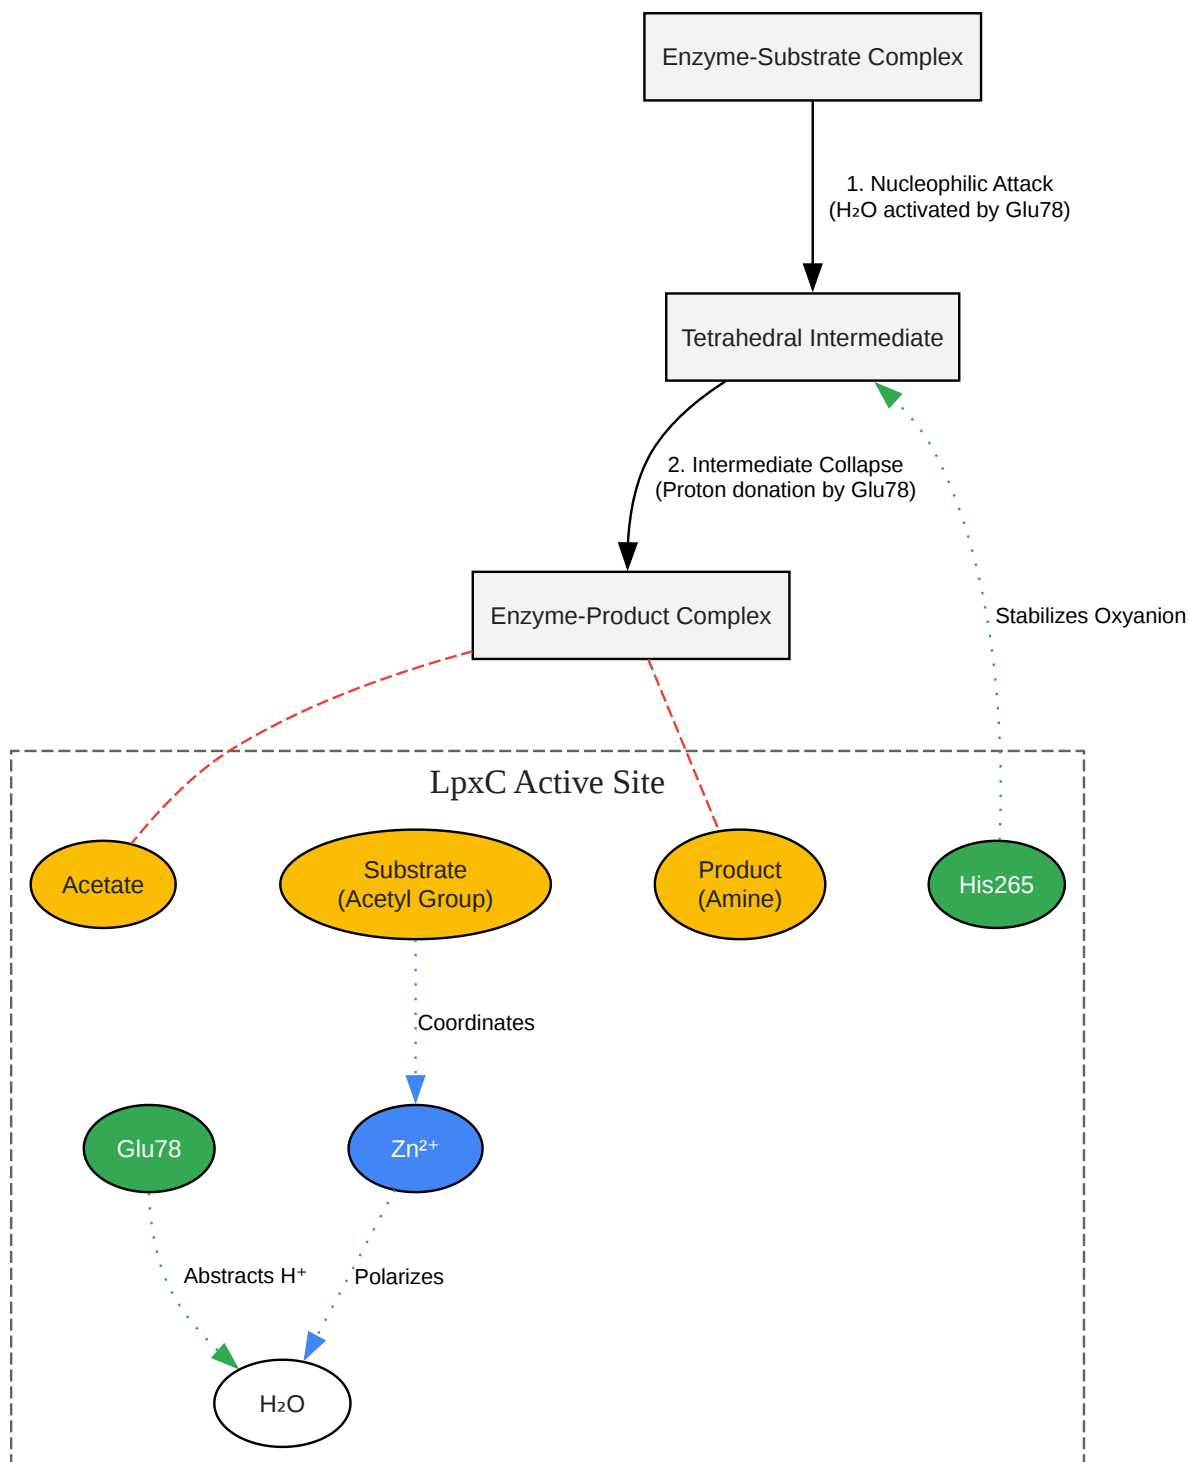 Enzyme-Substrate Complex
1. Nucleophilic Attack
(H₂O activated by Glu78)
Tetrahedral Intermediate
2. Intermediate Collapse
(Proton donation by Glu78)
Enzyme-Product Complex
Stabilizes Oxyanion
LpxC Active Site
Acetate
Substrate
(Acetyl Group)
Product
(Amine)
His265
Coordinates
Glu78
Zn²⁺
Abstracts H⁺
Polarizes
H₂O